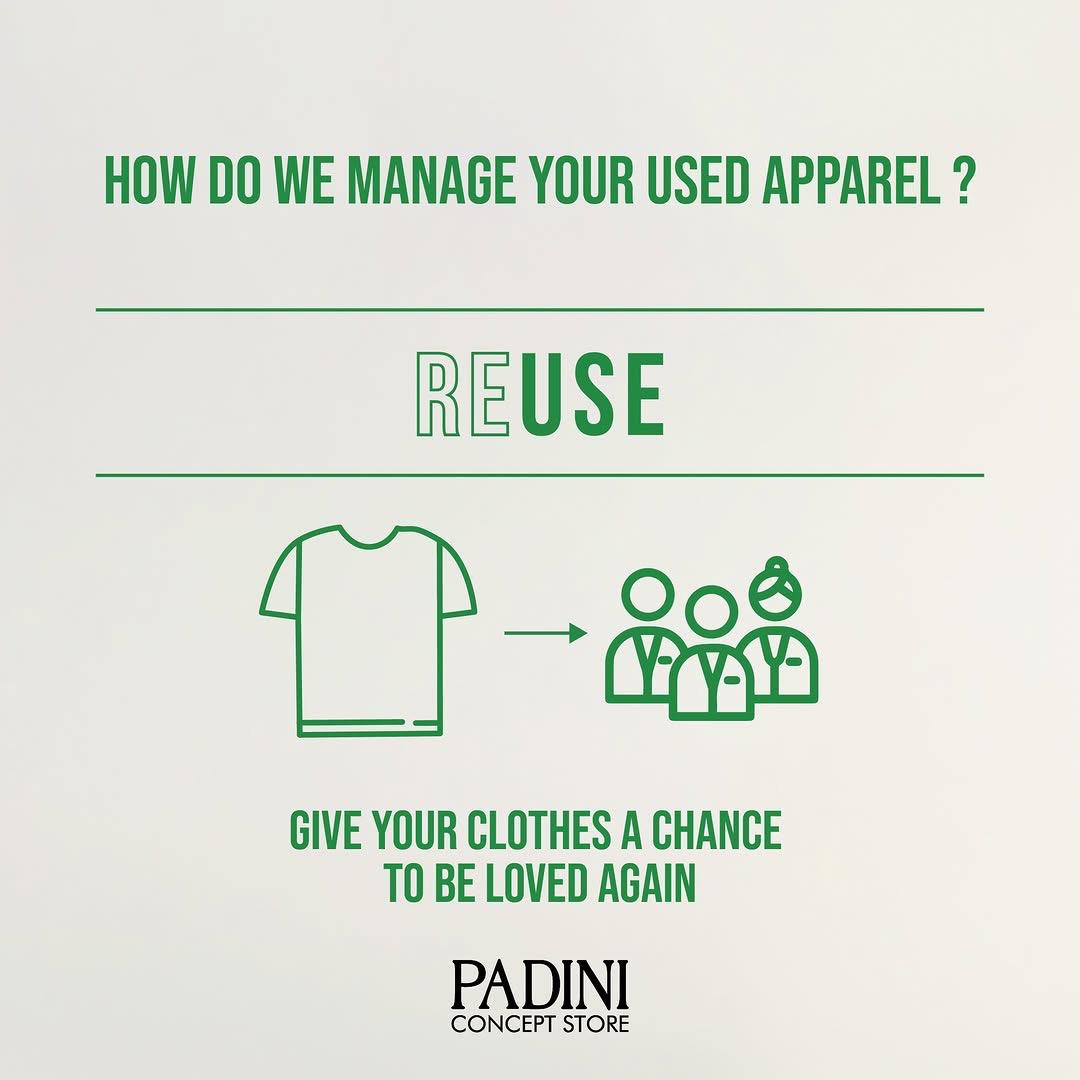 HOW DO WE MANAGE YOUR USED APPAREL ?
REUSE
GIVE YOUR CLOTHES A CHANCE
TO BE LOVED AGAIN
PADINI
CONCEPT STORE